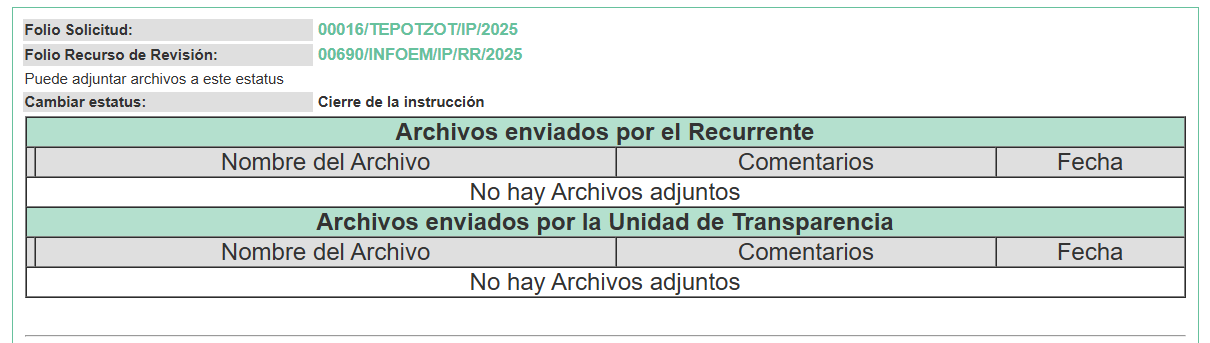 Folio Solicitud: 00016/TEPOTZOT/IP/2025
Folio Recurso de Revisión: 00690/INFOEM/IP/RR/2025
Puede adjuntar archivos a este estatus
Cambiar estatus: Cierre de la instrucción
Archivos enviados por el Recurrente
Nombre del Archivo Comentarios Fecha
No hay Archivos adjuntos
Archivos enviados por la Unidad de Transparencia
Nombre del Archivo Comentarios Fecha
No hay Archivos adjuntos